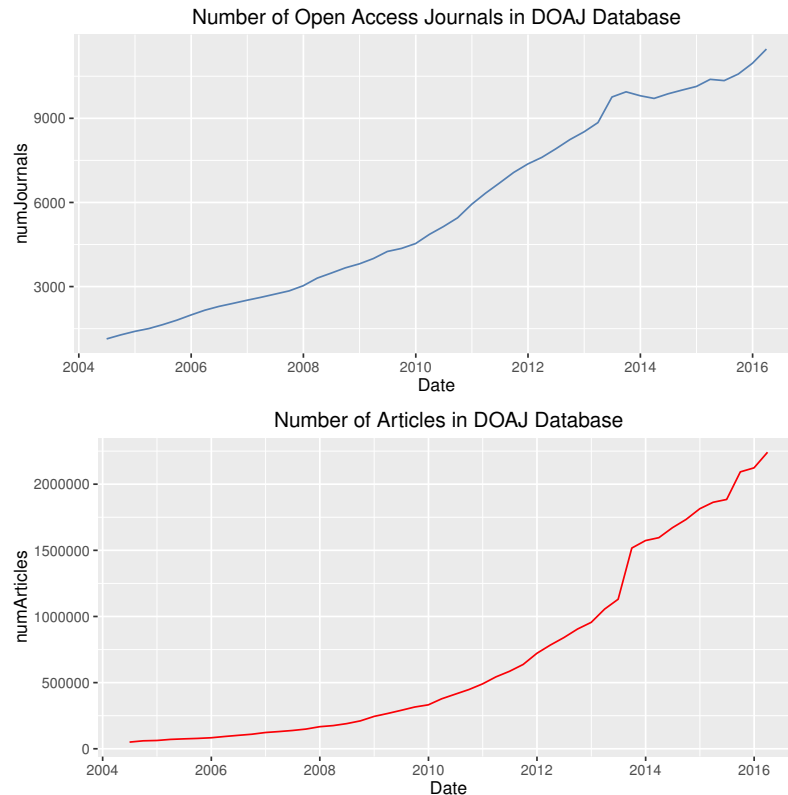 Number of Open Access Journals in DOAJ Database
9000
6000
3000
numJournals
2004 2006 2008 2010 2012 2014 2016
Date
Number of Articles in DOAJ Database
2000000
1500000
1000000
500000
0
numArticles
2004 2006 2008 2010 2012 2014 2016
Date